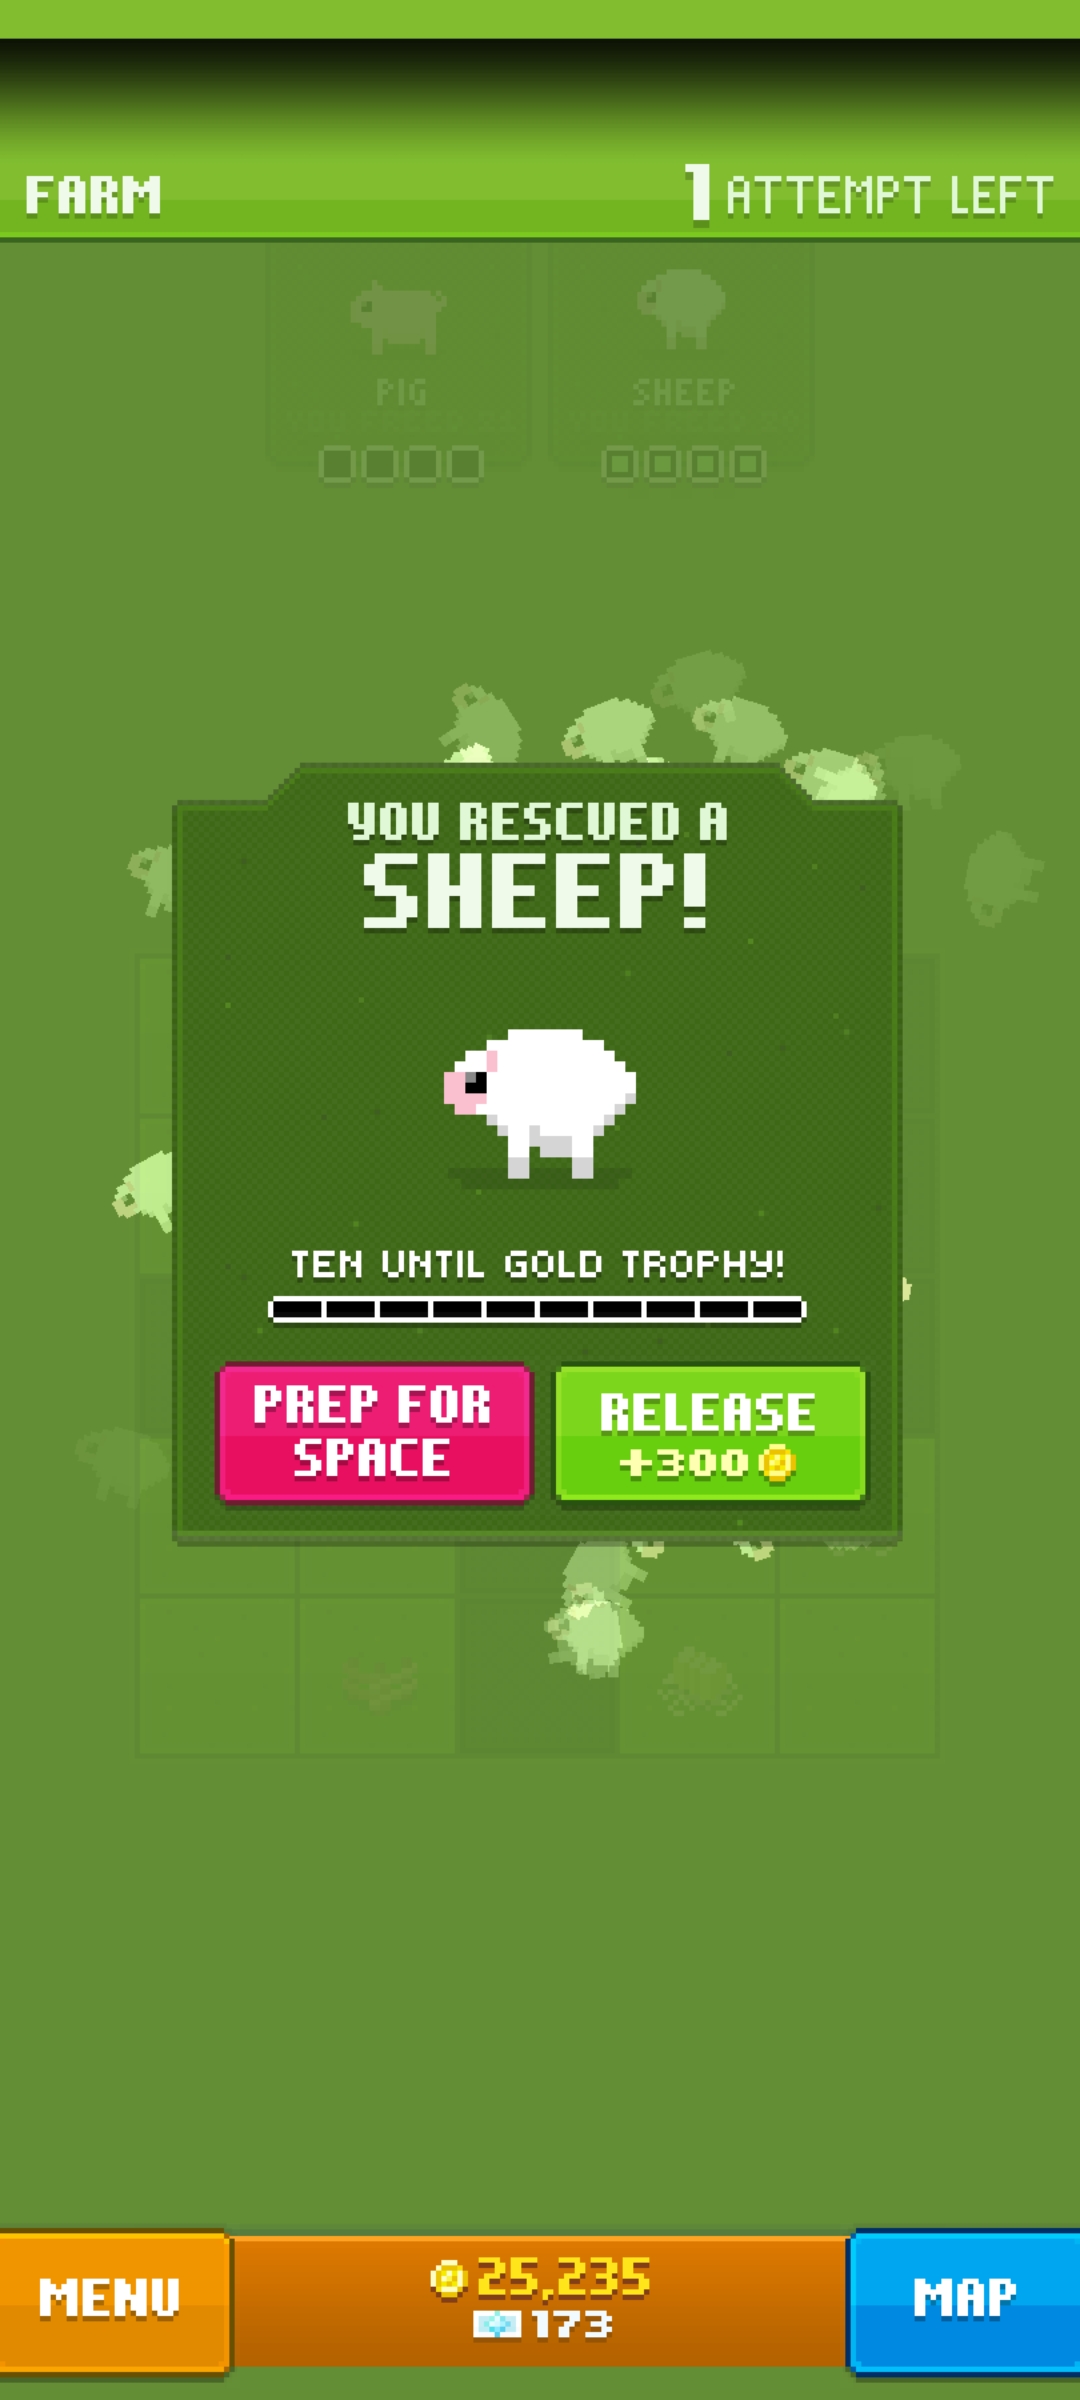 FARM
1 ATTEMPT LEFT
PIG
SHEEP
YOU RESCUED A
SHEEP!
TEN UNTIL GOLD TROPHY!
PREP FOR
SPACE
RELEASE
+300
MENU
25,235
173
MAP